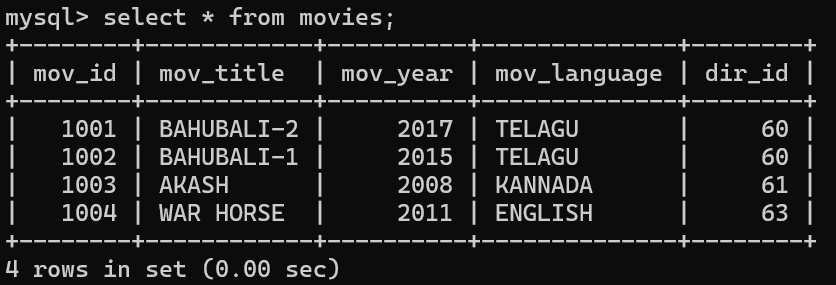 mysql> select * from movies;
+--------+------------+----------+--------------+--------+
| mov_id | mov_title  | mov_year | mov_language | dir_id |
+--------+------------+----------+--------------+--------+
|   1001 | BAHUBALI-2 |     2017 | TELAGU       |     60 |
|   1002 | BAHUBALI-1 |     2015 | TELAGU       |     60 |
|   1003 | AKASH      |     2008 | KANNADA      |     61 |
|   1004 | WAR HORSE  |     2011 | ENGLISH      |     63 |
+--------+------------+----------+--------------+--------+
4 rows in set (0.00 sec)